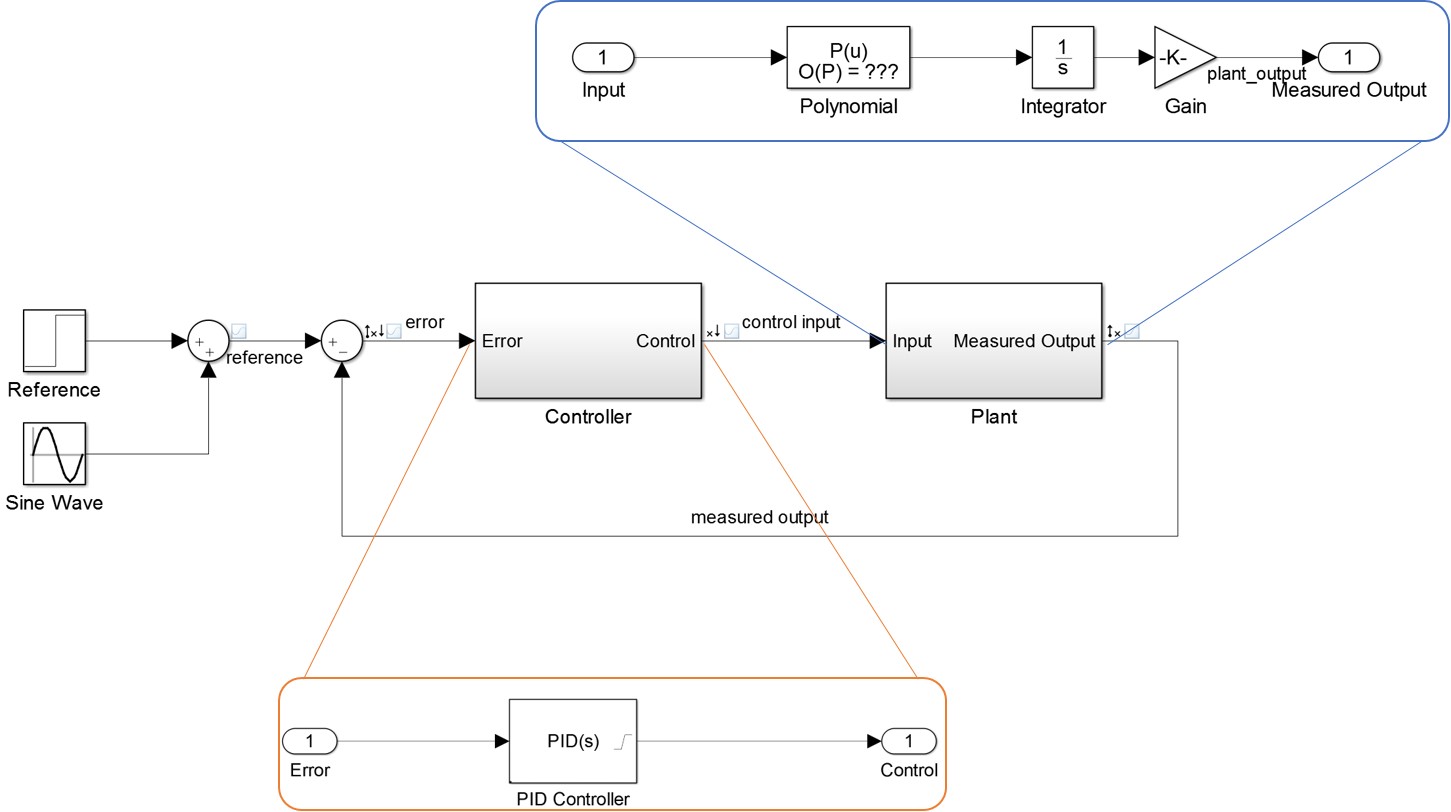 1
Input
P(u)
O(P) = ???
Polynomial
1
s
Integrator
-K-
Gain
plant_output
1
Measured Output
Reference
Sine Wave
+
+
reference
+
−
error
Error
Control
Controller
control input
Input
Measured Output
Plant
measured output
1
Error
PID(s)
PID Controller
1
Control